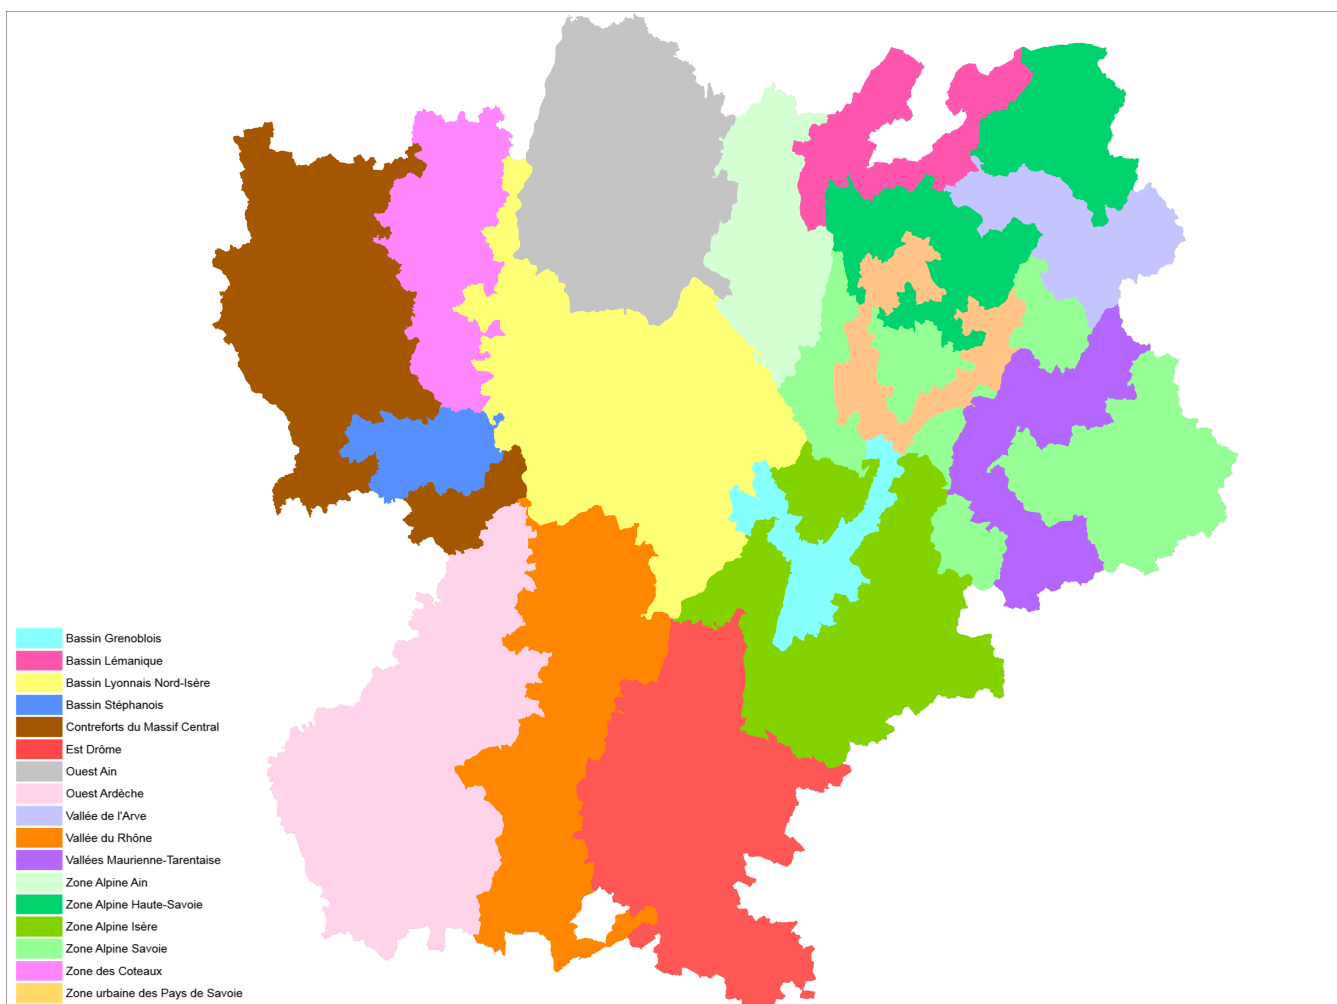 Bassin Grenoblois
Bassin Lémanique
Bassin Lyonnais Nord-Isère
Bassin Stéphanois
Contreforts du Massif Central
Est Drôme
Ouest Ain
Ouest Ardèche
Vallée de l'Arve
Vallée du Rhône
Vallées Maurienne-Tarentaise
Zone Alpine Ain
Zone Alpine Haute-Savoie
Zone Alpine Isère
Zone Alpine Savoie
Zone des Coteaux
Zone urbaine des Pays de Savoie